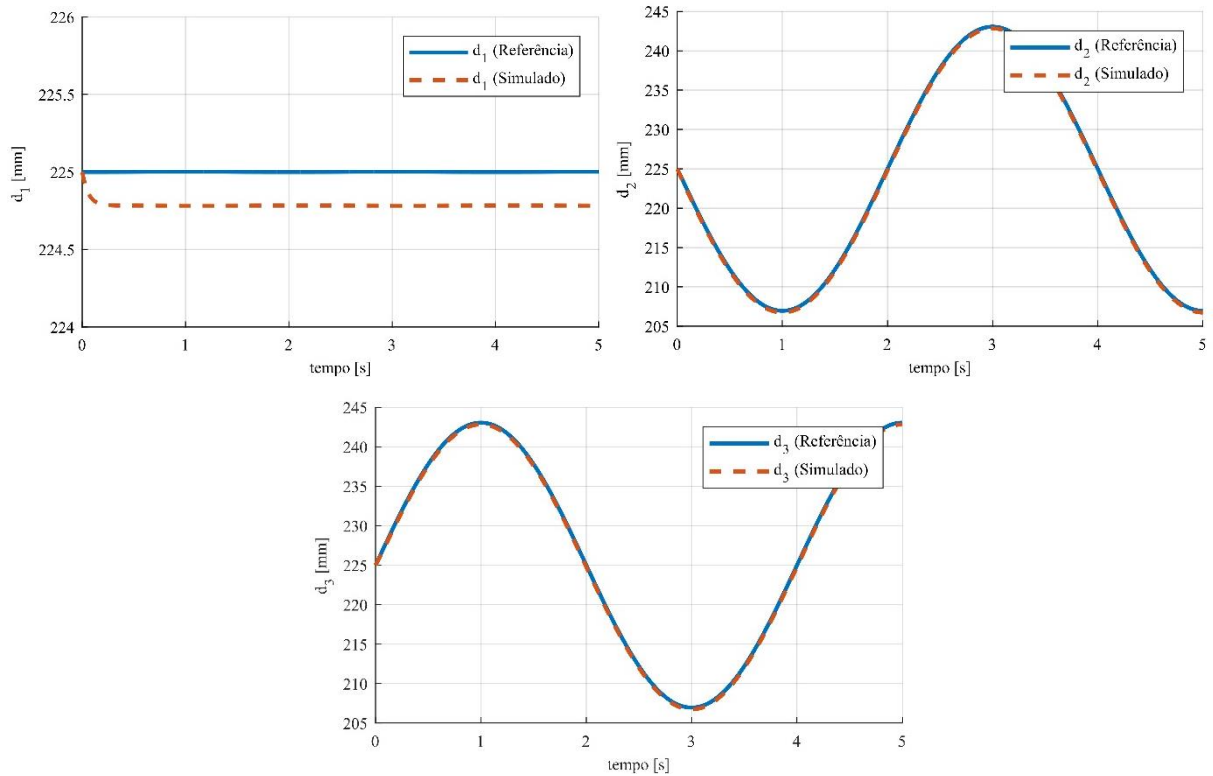 226
225.5
225
224.5
224
d1 [mm]
0 1 2 3 4 5
tempo [s]
d1 (Referência)
d1 (Simulado)
245
240
235
230
225
220
215
210
205
d2 [mm]
0 1 2 3 4 5
tempo [s]
d2 (Referência)
d2 (Simulado)
245
240
235
230
225
220
215
210
205
d3 [mm]
0 1 2 3 4 5
tempo [s]
d3 (Referência)
d3 (Simulado)